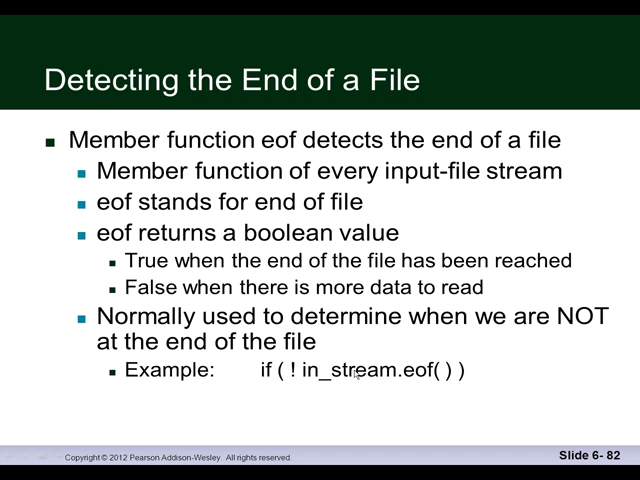 Detecting the End of a File
Member function eof detects the end of a file
Member function of every input-file stream
eof stands for end of file
eof returns a boolean value
True when the end of the file has been reached
False when there is more data to read
Normally used to determine when we are NOT
at the end of the file
Example: if ( ! in_stream.eof( ) )
Copyright © 2012 Pearson Addison-Wesley. All rights reserved.
Slide 6- 82